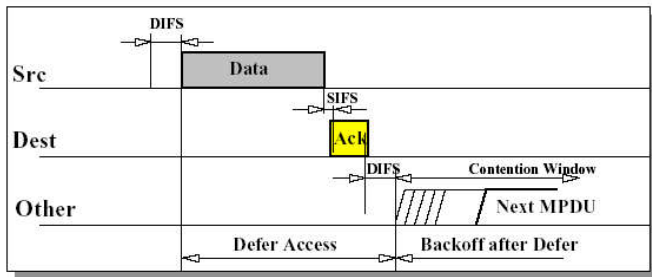 DIFS
Src
Data
SIFS
Dest
Ack
DIFS
Contention Window
Other
Next MPDU
Defer Access
Backoff after Defer